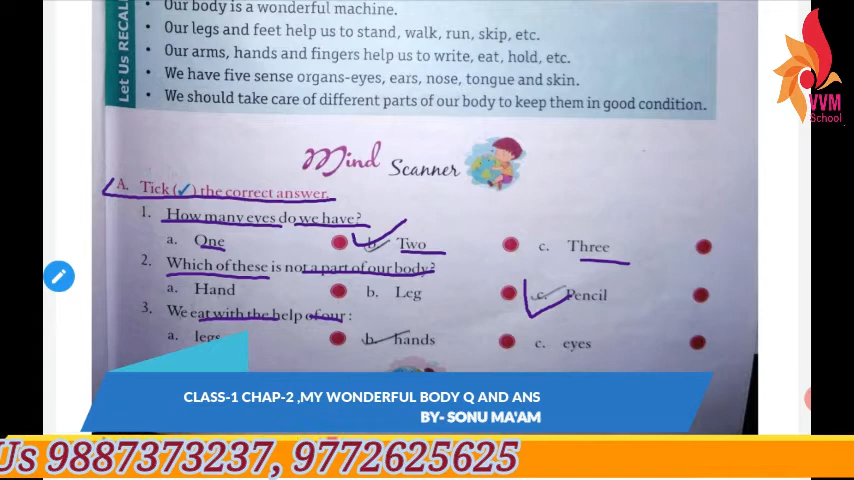 Our body is a wonderful machine.
Let Us RECAL
• Our legs and feet help us to stand, walk, run, skip, etc.
• Our arms, hands and fingers help us to write, eat, hold, etc.
• We have five sense organs-eyes, ears, nose, tongue and skin.
• We should take care of different parts of our body to keep them in good condition.
VVM
School
Mind Scanner
A. Tick (✓) the correct answer.
1. How many eyes do we have?
a. One b. Two c. Three
2. Which of these is not a part of our body?
a. Hand b. Leg c. Pencil
3. We eat with the help of our :
a. legs b. hands c. eyes
CLASS-1 CHAP-2 ,MY WONDERFUL BODY Q AND ANS
BY- SONU MA'AM
Us 9887373237, 9772625625